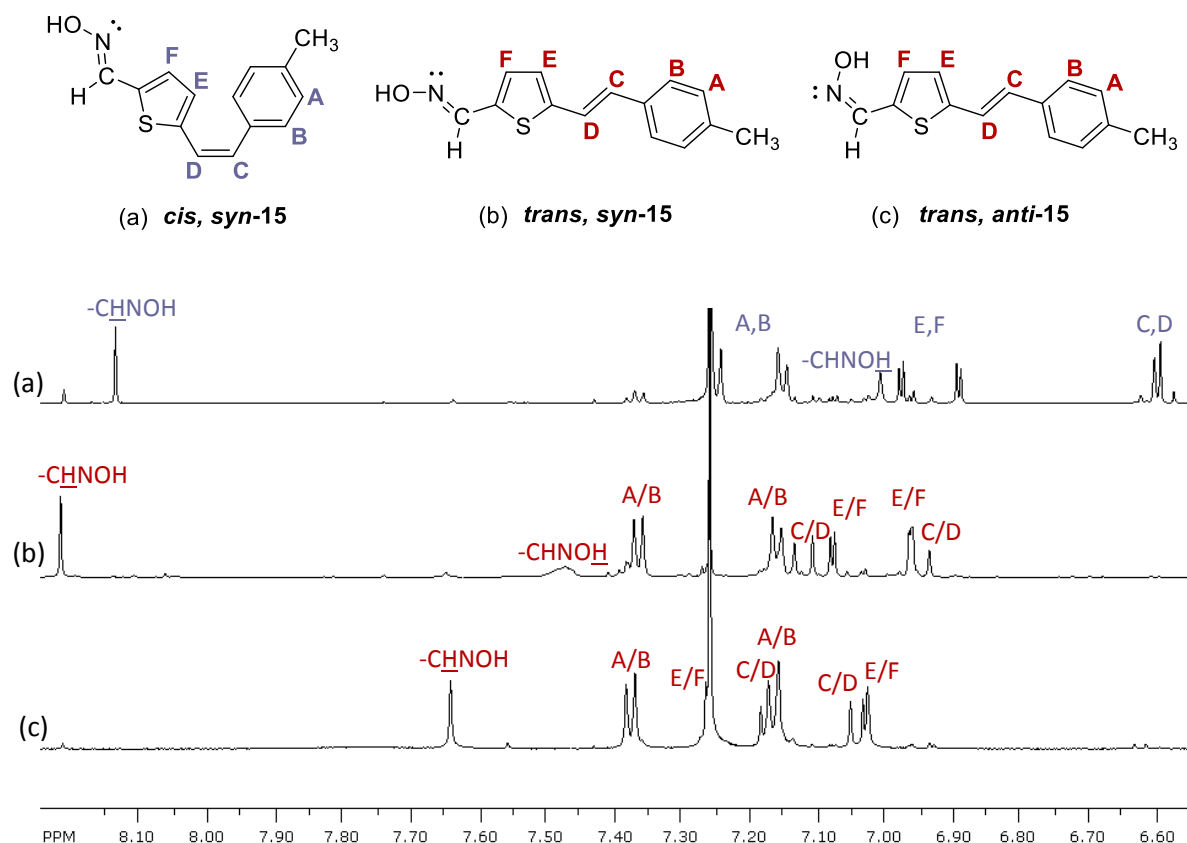 HO
N
:
C
H
F
E
S
D
C
B
A
CH3
(a) cis, syn-15
HO
N
:
C
H
F
E
S
D
C
B
A
CH3
(b) trans, syn-15
OH
N
:
C
H
F
E
S
D
C
B
A
CH3
(c) trans, anti-15
(a)
-CHNOH
A,B
-CHNOH
E,F
C,D
(b)
-CHNOH
-CHNOH
A/B
A/B
C/D
E/F
E/F
C/D
(c)
-CHNOH
A/B
E/F
C/D
A/B
C/D
E/F
PPM 8.10 8.00 7.90 7.80 7.70 7.60 7.50 7.40 7.30 7.20 7.10 7.00 6.90 6.80 6.70 6.60